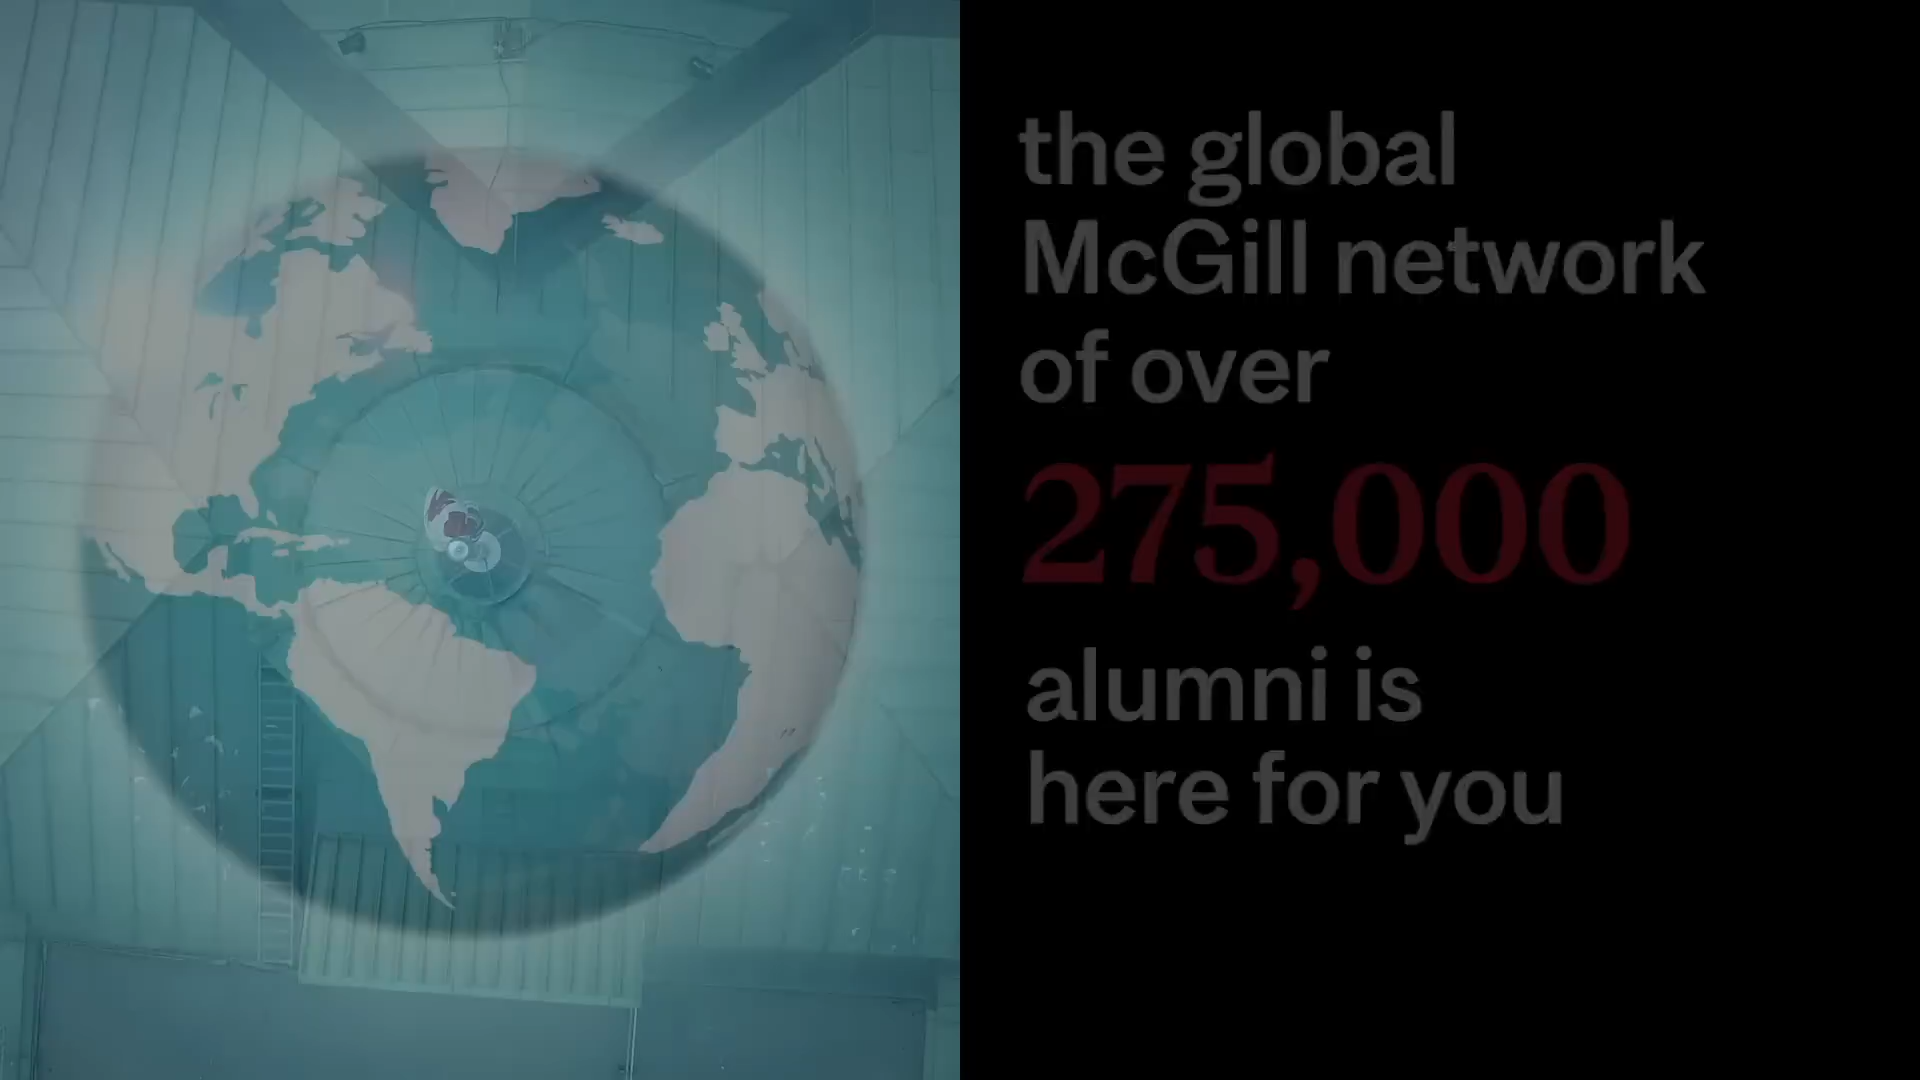 the global
McGill network
of over
275,000
alumni is
here for you